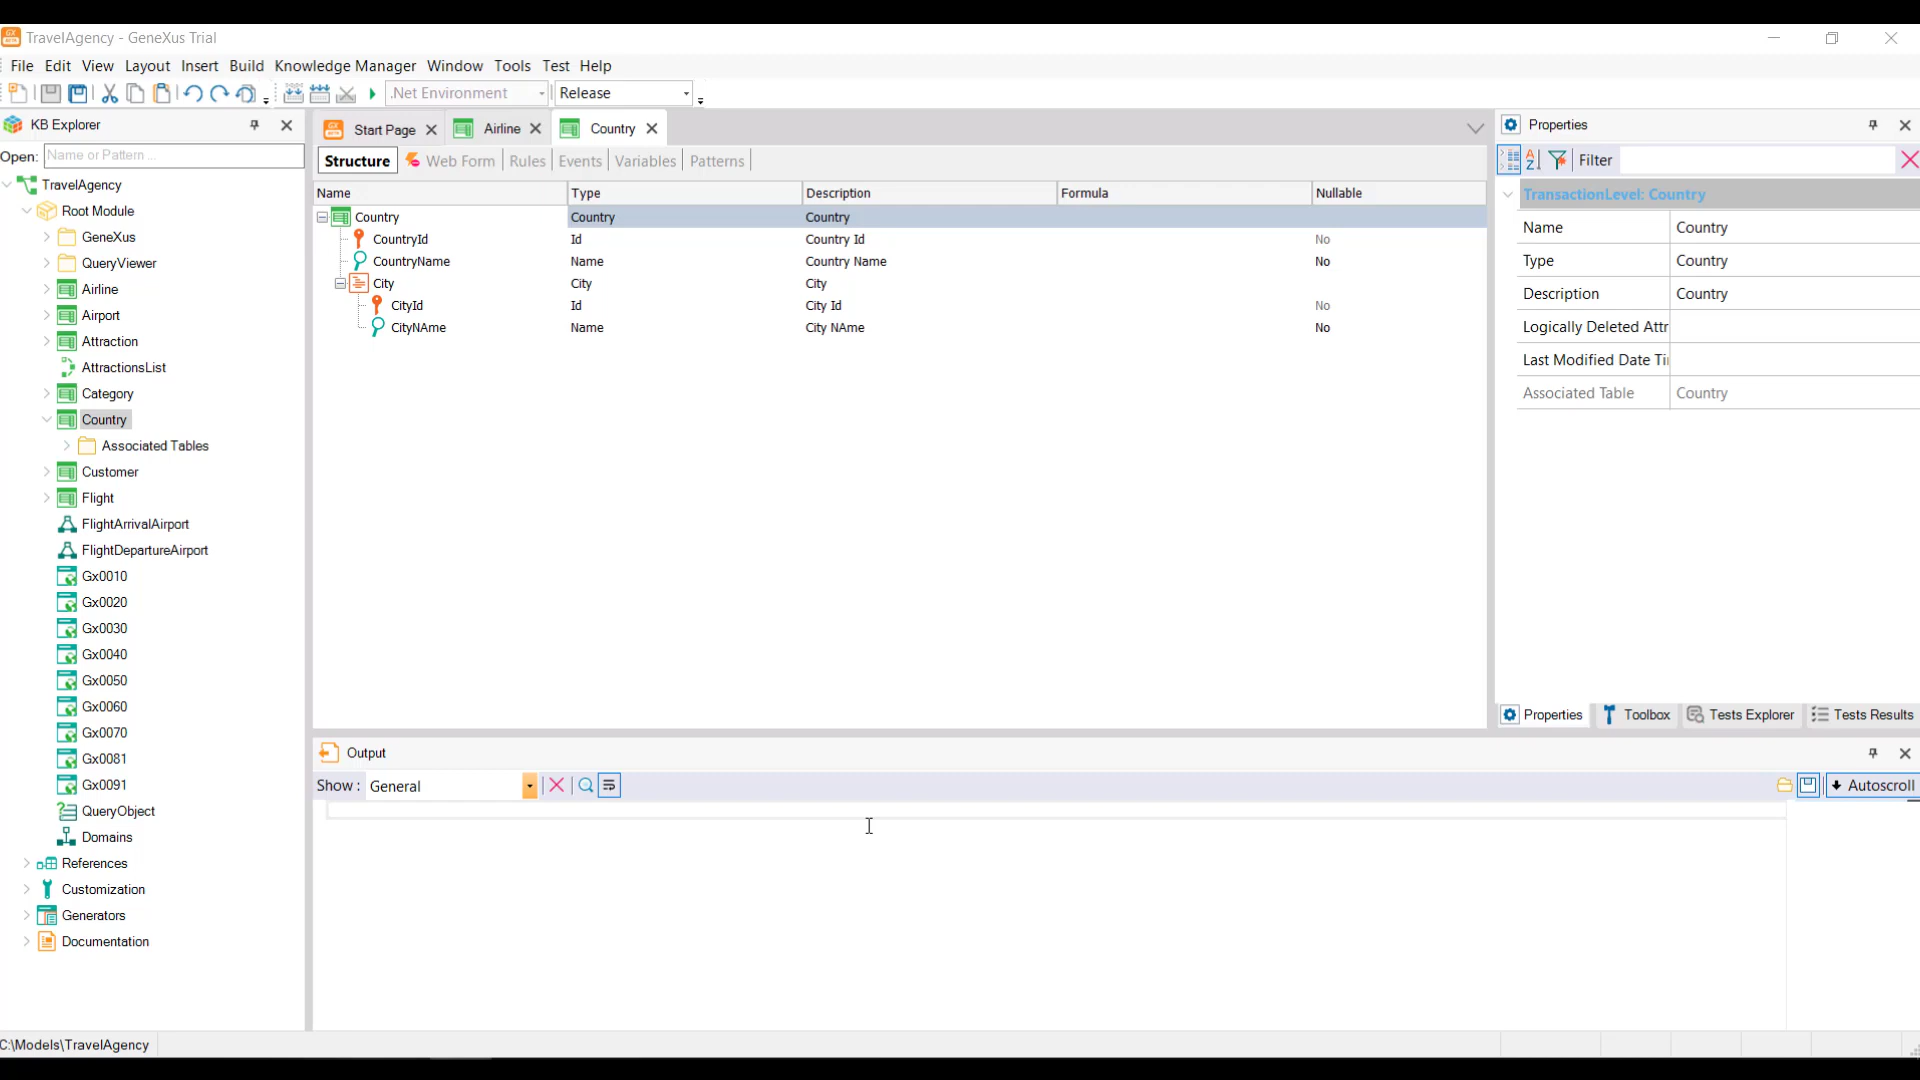 TravelAgency - GeneXus Trial
File Edit View Layout Insert Build Knowledge Manager Window Tools Test Help
.Net Environment Release
KB Explorer
Open: Name or Pattern ...
TravelAgency
Root Module
GeneXus
QueryViewer
Airline
Airport
Attraction
AttractionsList
Category
Country
Associated Tables
Customer
Flight
FlightArrivalAirport
FlightDepartureAirport
Gx0010
Gx0020
Gx0030
Gx0040
Gx0050
Gx0060
Gx0070
Gx0081
Gx0091
QueryObject
Domains
References
Customization
Generators
Documentation
Start Page Airline Country
Structure Web Form Rules Events Variables Patterns
Name Type Description Formula Nullable
Country Country Country
CountryId Id Country Id No
CountryName Name Country Name No
City City City
CityId Id City Id No
CityNAme Name City NAme No
Properties
Filter
TransactionLevel: Country
Name Country
Type Country
Description Country
Logically Deleted Attr
Last Modified Date Ti
Associated Table Country
Properties Toolbox Tests Explorer Tests Results
Output
Show : General Autoscroll
C:\Models\TravelAgency